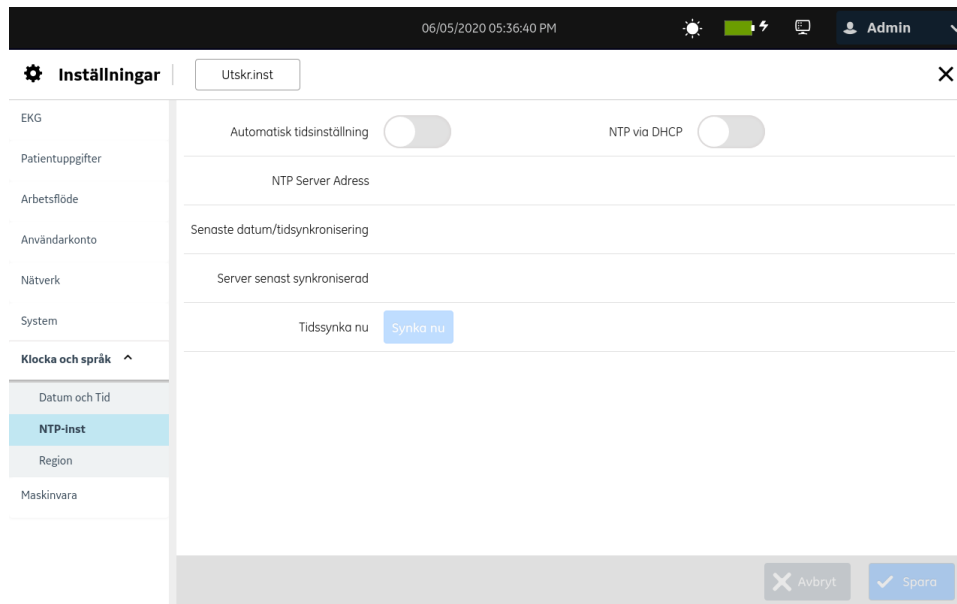 06/05/2020 05:36:40 PM
Admin
Inställningar
Utskr.inst
EKG
Patientuppgifter
Arbetsflöde
Användarkonto
Nätverk
System
Klocka och språk
Datum och Tid
NTP-inst
Region
Maskinvara
Automatisk tidsinställning
NTP via DHCP
NTP Server Adress
Senaste datum/tidsynkronisering
Server senast synkroniserad
Tidssynka nu
Synka nu
Avbryt
Spara